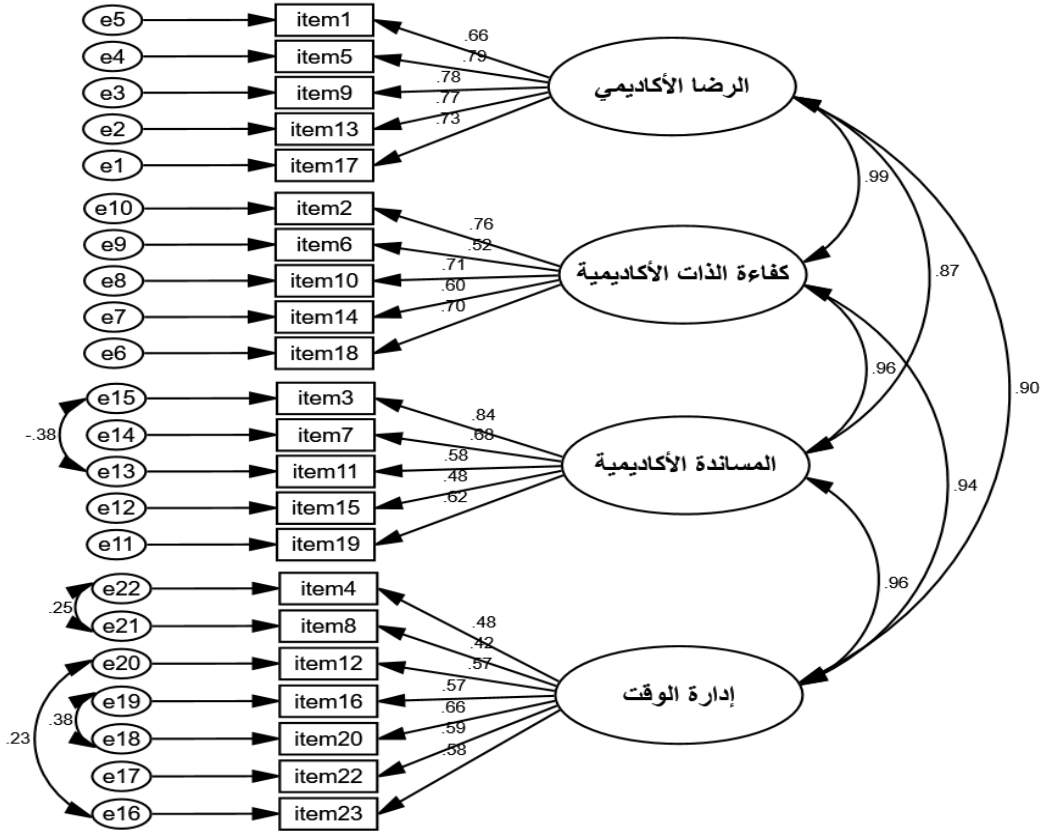 e5 item1 .66
e4 item5 .79
e3 item9 .78
e2 item13 .77
e1 item17 .73
الرضا الأكاديمي
e10 item2 .76
e9 item6 .52
e8 item10 .71
e7 item14 .60
e6 item18 .70
كفاءة الذات الأكاديمية
e15 item3 .84
e14 item7 .68
e13 item11 .58
e12 item15 .48
e11 item19 .62
-.38
المساندة الأكاديمية
e22 item4 .48
e21 item8 .42
e20 item12 .57
e19 item16 .57
e18 item20 .66
e17 item22 .59
e16 item23 .58
.25
.38
.23
إدارة الوقت
.99
.87
.90
.96
.94
.96